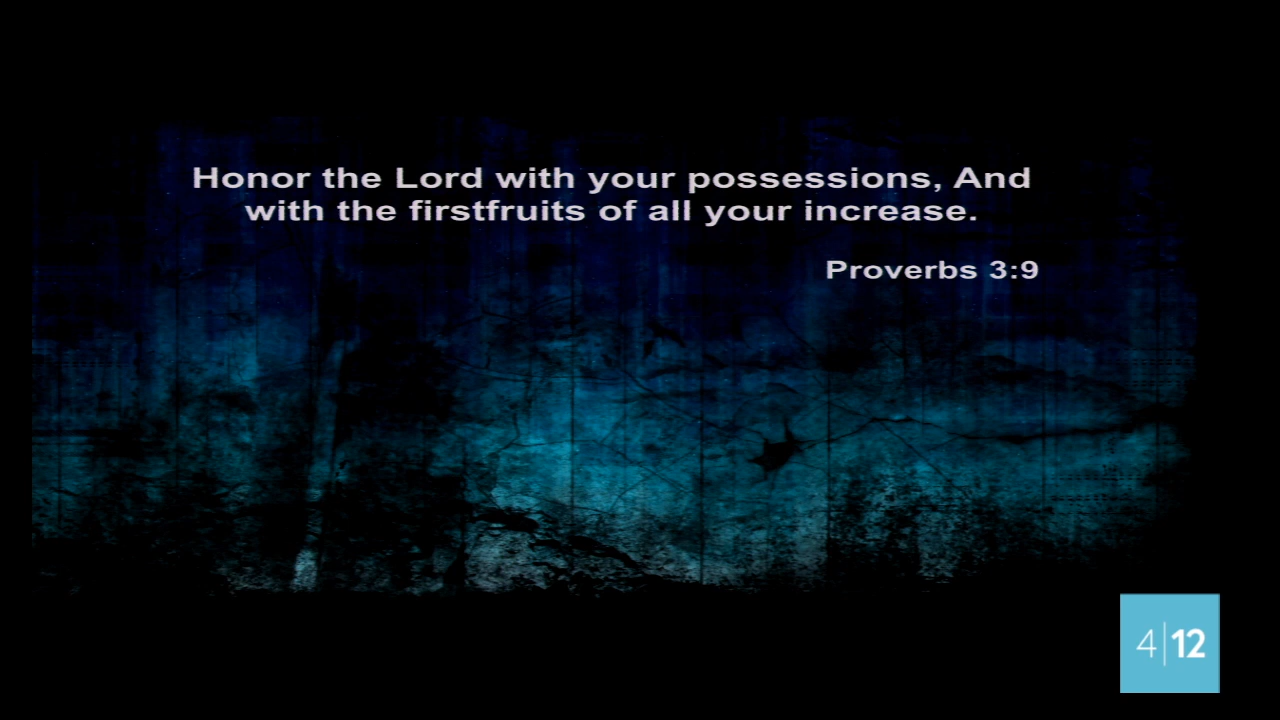 Honor the Lord with your possessions, And
with the firstfruits of all your increase.
Proverbs 3:9
4|12